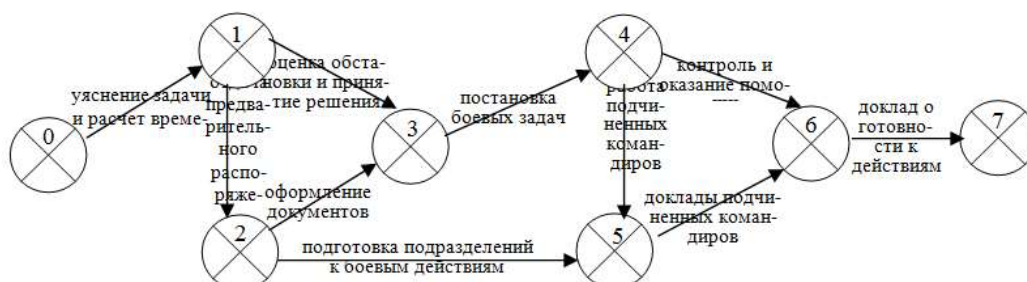 1
4
оценка обста-
новки и приня-
тие решения
уяснение задачи
и расчет време-
предва-
ритель-
ного
распо-
ряже-
контроль и
оказание помо-
постановка
боевых задач
работа
подчи-
ненных
коман-
диров
доклад о
готовно-
сти к
действиям
0
3
6
7
оформление
документов
2
5
доклады подчи-
ненных коман-
диров
подготовка подразделений
к боевым действиям